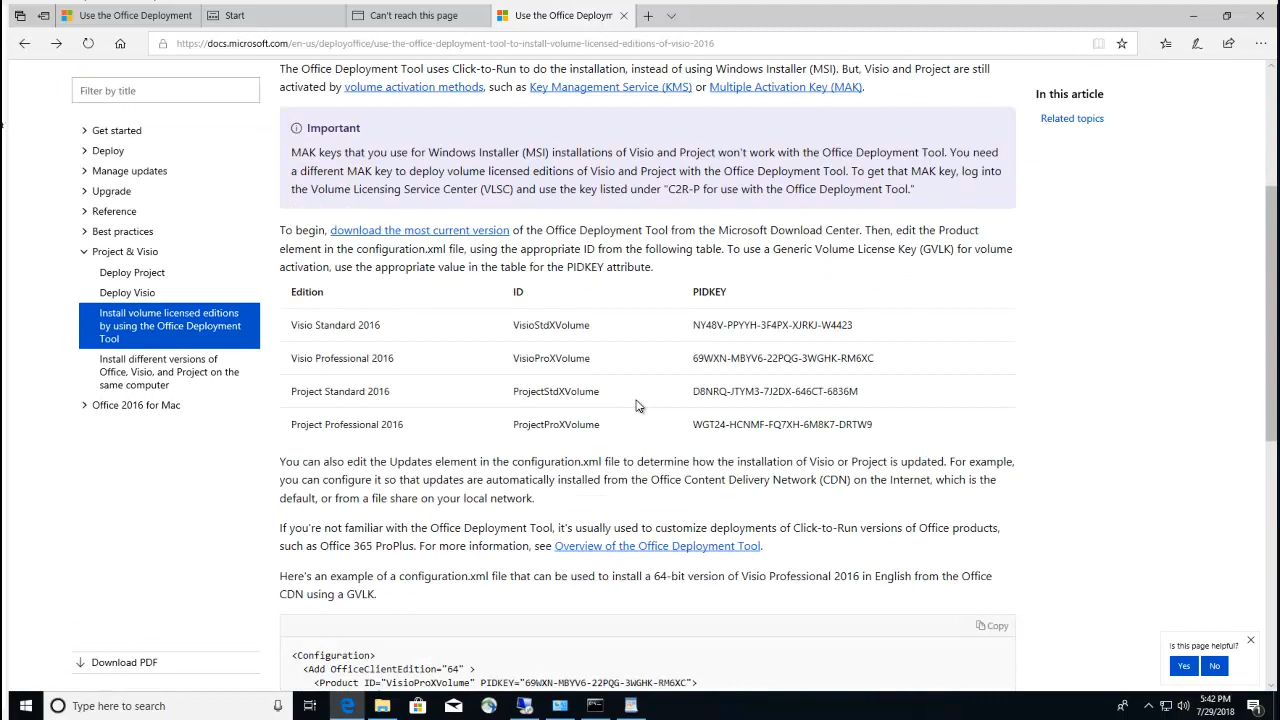 Use the Office Deployment
Start
Can't reach this page
Use the Office Deploym
https://docs.microsoft.com/en-us/deployoffice/use-the-office-deployment-tool-to-install-volume-licensed-editions-of-visio-2016
Filter by title
Get started
Deploy
Manage updates
Upgrade
Reference
Best practices
Project & Visio
Deploy Project
Deploy Visio
Install volume licensed editions
by using the Office Deployment
Tool
Install different versions of
Office, Visio, and Project on the
same computer
Office 2016 for Mac
Download PDF
The Office Deployment Tool uses Click-to-Run to do the installation, instead of using Windows Installer (MSI). But, Visio and Project are still
activated by volume activation methods, such as Key Management Service (KMS) or Multiple Activation Key (MAK).
Important
MAK keys that you use for Windows Installer (MSI) installations of Visio and Project won't work with the Office Deployment Tool. You need
a different MAK key to deploy volume licensed editions of Visio and Project with the Office Deployment Tool. To get that MAK key, log into
the Volume Licensing Service Center (VLSC) and use the key listed under "C2R-P for use with the Office Deployment Tool."
To begin, download the most current version of the Office Deployment Tool from the Microsoft Download Center. Then, edit the Product
element in the configuration.xml file, using the appropriate ID from the following table. To use a Generic Volume License Key (GVLK) for volume
activation, use the appropriate value in the table for the PIDKEY attribute.
Edition ID PIDKEY
Visio Standard 2016 VisioStdXVolume NY48V-PPYYH-3F4PX-XJRKJ-W4423
Visio Professional 2016 VisioProXVolume 69WXN-MBYV6-22PQG-3WGHK-RM6XC
Project Standard 2016 ProjectStdXVolume D8NRQ-JTYM3-7J2DX-646CT-6836M
Project Professional 2016 ProjectProXVolume WGT24-HCNMF-FQ7XH-6M8K7-DRTW9
You can also edit the Updates element in the configuration.xml file to determine how the installation of Visio or Project is updated. For example,
you can configure it so that updates are automatically installed from the Office Content Delivery Network (CDN) on the Internet, which is the
default, or from a file share on your local network.
If you're not familiar with the Office Deployment Tool, it's usually used to customize deployments of Click-to-Run versions of Office products,
such as Office 365 ProPlus. For more information, see Overview of the Office Deployment Tool.
Here's an example of a configuration.xml file that can be used to install a 64-bit version of Visio Professional 2016 in English from the Office
CDN using a GVLK.
Copy
<Configuration>
<Add OfficeClientEdition="64" >
<Product ID="VisioProXVolume" PIDKEY="69WXN-MBYV6-22PQG-3WGHK-RM6XC">
In this article
Related topics
Is this page helpful?
Yes
No
Type here to search
5:42 PM
7/29/2018